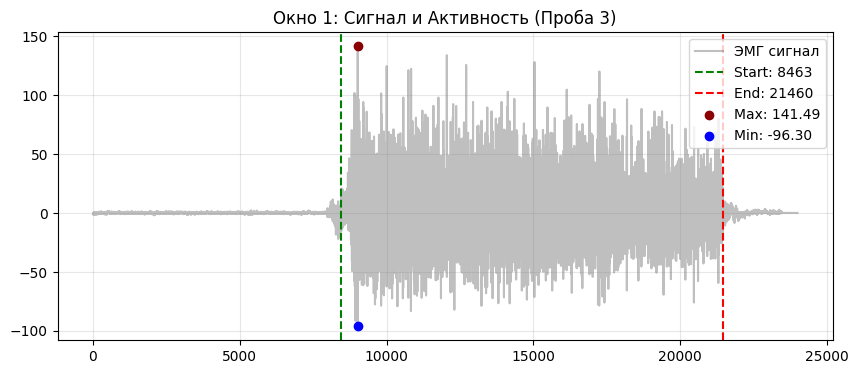 Окно 1: Сигнал и Активность (Проба 3)
150
100
50
0
−50
−100
ЭМГ сигнал
Start: 8463
End: 21460
Max: 141.49
Min: -96.30
0 5000 10000 15000 20000 25000